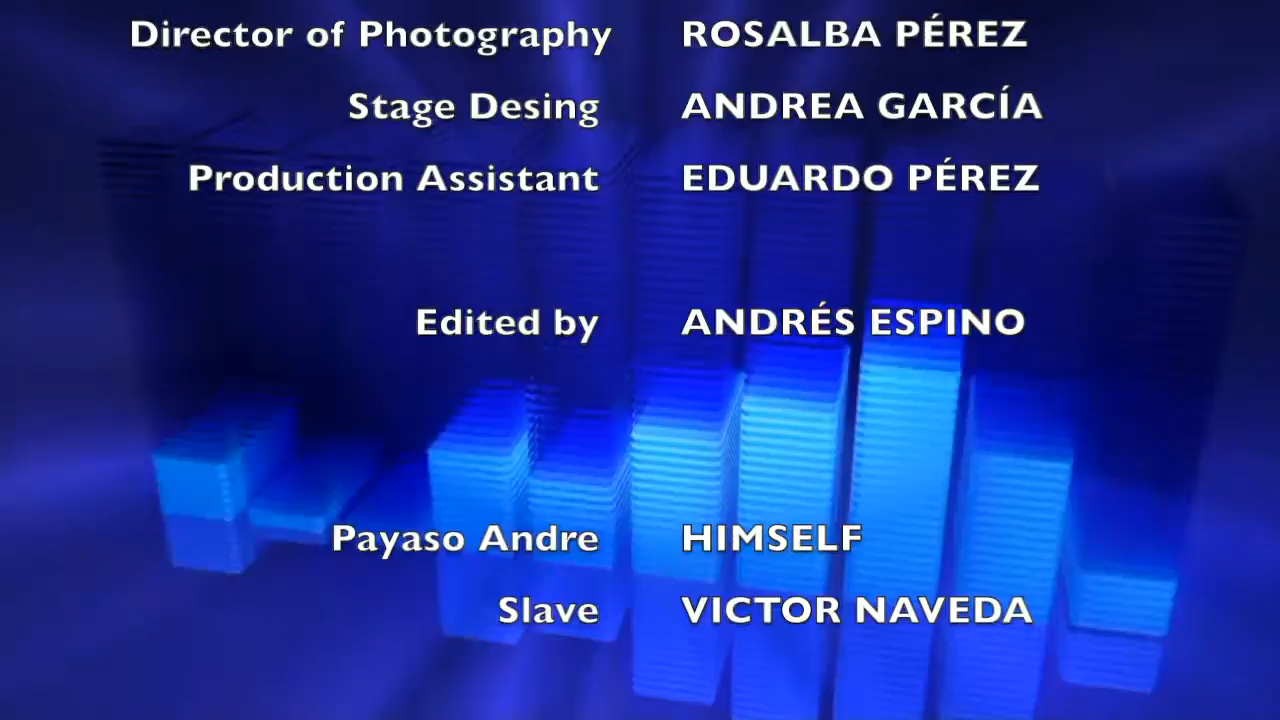 Director of Photography ROSALBA PÉREZ
Stage Desing ANDREA GARCÍA
Production Assistant EDUARDO PÉREZ
Edited by ANDRÉS ESPINO
Payaso Andre HIMSELF
Slave VICTOR NAVEDA